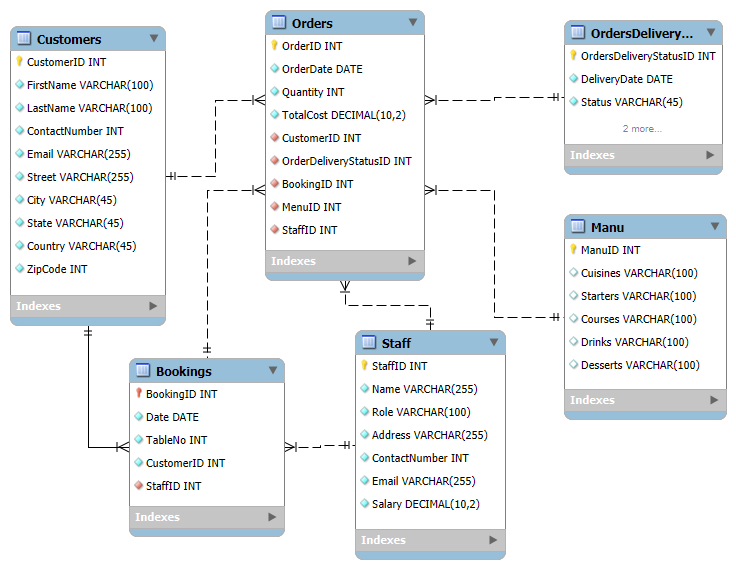 Customers
CustomerID INT
FirstName VARCHAR(100)
LastName VARCHAR(100)
ContactNumber INT
Email VARCHAR(255)
Street VARCHAR(255)
City VARCHAR(45)
State VARCHAR(45)
Country VARCHAR(45)
ZipCode INT
Indexes
Orders
OrderID INT
OrderDate DATE
Quantity INT
TotalCost DECIMAL(10,2)
CustomerID INT
OrderDeliveryStatusID INT
BookingID INT
MenuID INT
StaffID INT
Indexes
OrdersDelivery...
OrdersDeliveryStatusID INT
DeliveryDate DATE
Status VARCHAR(45)
2 more...
Indexes
Manu
ManuID INT
Cuisines VARCHAR(100)
Starters VARCHAR(100)
Courses VARCHAR(100)
Drinks VARCHAR(100)
Desserts VARCHAR(100)
Indexes
Bookings
BookingID INT
Date DATE
TableNo INT
CustomerID INT
StaffID INT
Indexes
Staff
StaffID INT
Name VARCHAR(255)
Role VARCHAR(100)
Address VARCHAR(255)
ContactNumber INT
Email VARCHAR(255)
Salary DECIMAL(10,2)
Indexes